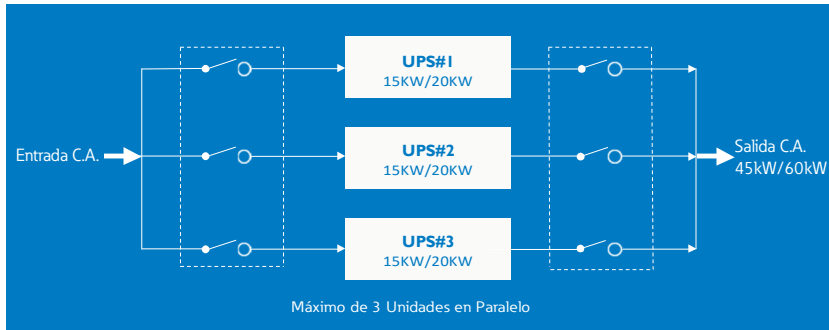 UPS#1
15KW/20KW
Entrada C.A.
UPS#2
15KW/20KW
Salida C.A.
45kW/60kW
UPS#3
15KW/20KW
Máximo de 3 Unidades en Paralelo